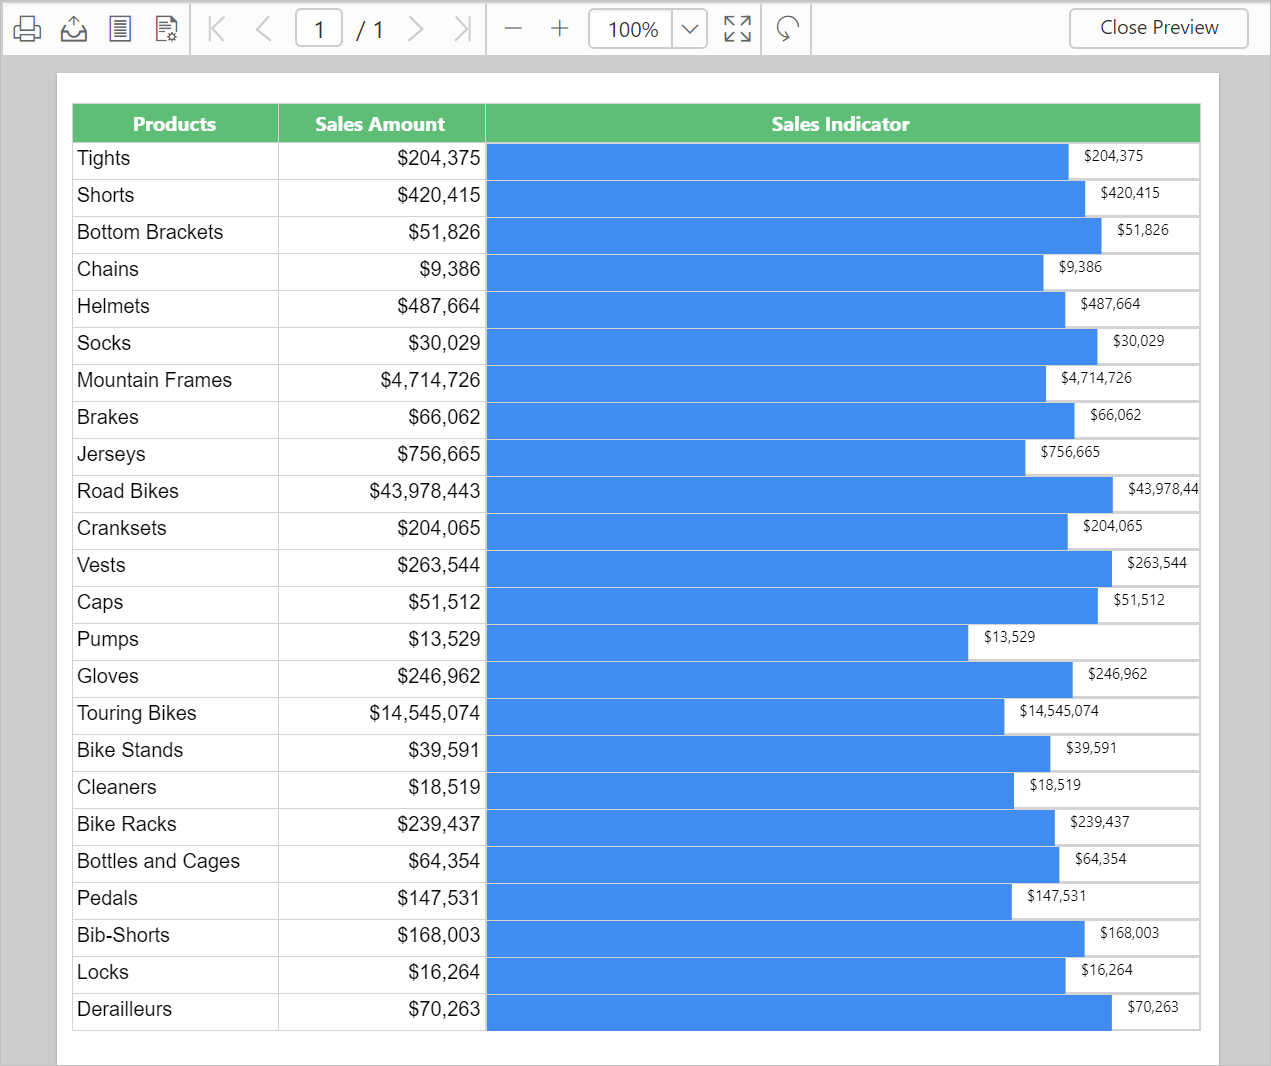 1 / 1 100% Close Preview
Products Sales Amount Sales Indicator
Tights $204,375 $204,375
Shorts $420,415 $420,415
Bottom Brackets $51,826 $51,826
Chains $9,386 $9,386
Helmets $487,664 $487,664
Socks $30,029 $30,029
Mountain Frames $4,714,726 $4,714,726
Brakes $66,062 $66,062
Jerseys $756,665 $756,665
Road Bikes $43,978,443 $43,978,44
Cranksets $204,065 $204,065
Vests $263,544 $263,544
Caps $51,512 $51,512
Pumps $13,529 $13,529
Gloves $246,962 $246,962
Touring Bikes $14,545,074 $14,545,074
Bike Stands $39,591 $39,591
Cleaners $18,519 $18,519
Bike Racks $239,437 $239,437
Bottles and Cages $64,354 $64,354
Pedals $147,531 $147,531
Bib-Shorts $168,003 $168,003
Locks $16,264 $16,264
Derailleurs $70,263 $70,263